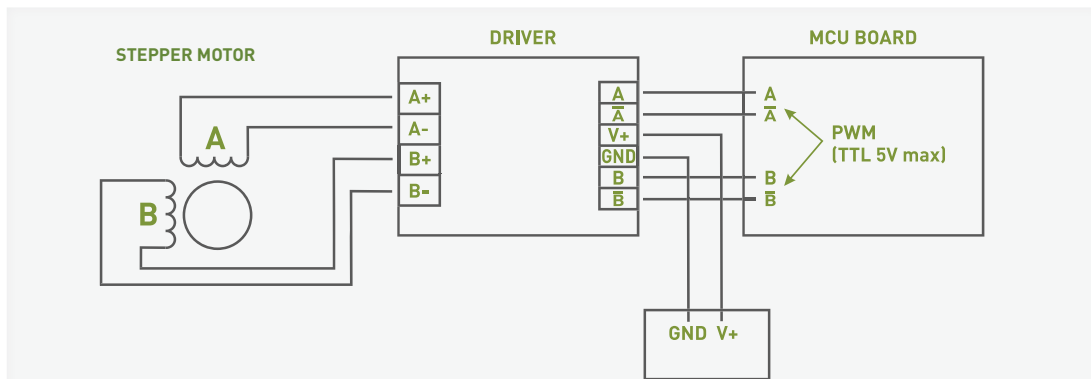 STEPPER MOTOR
DRIVER
MCU BOARD
A
B
A+
A-
B+
B-
A
A̅
V+
GND
B
B̅
A
A̅
B
B̅
PWM
(TTL 5V max)
GND V+